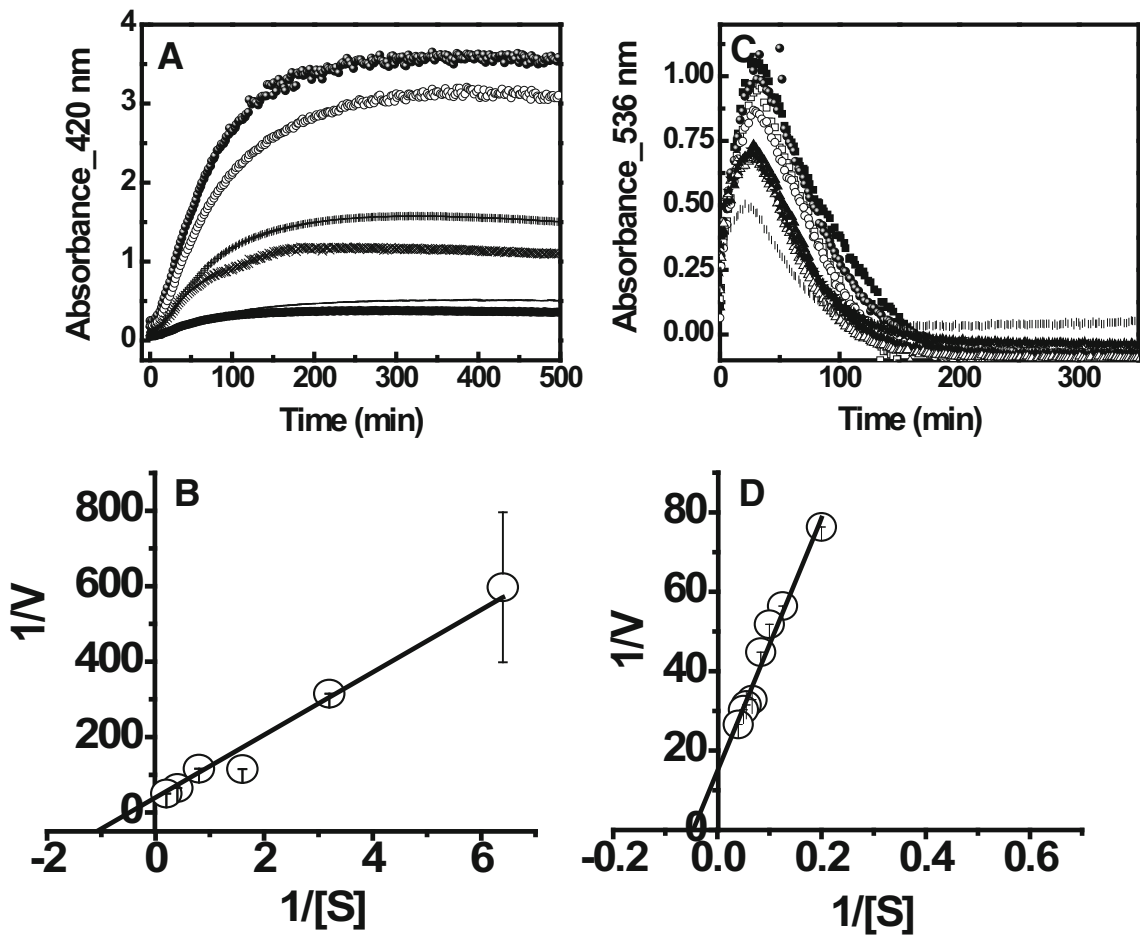 A
Absorbance_420 nm
4
3
2
1
0
0 100 200 300 400 500
Time (min)
C
Absorbance_536 nm
1.00
0.75
0.50
0.25
0.00
0 100 200 300
Time (min)
B
1/V
800
600
400
200
0
-2 0 2 4 6
1/[S]
D
1/V
80
60
40
20
0
-0.2 0.0 0.2 0.4 0.6
1/[S]